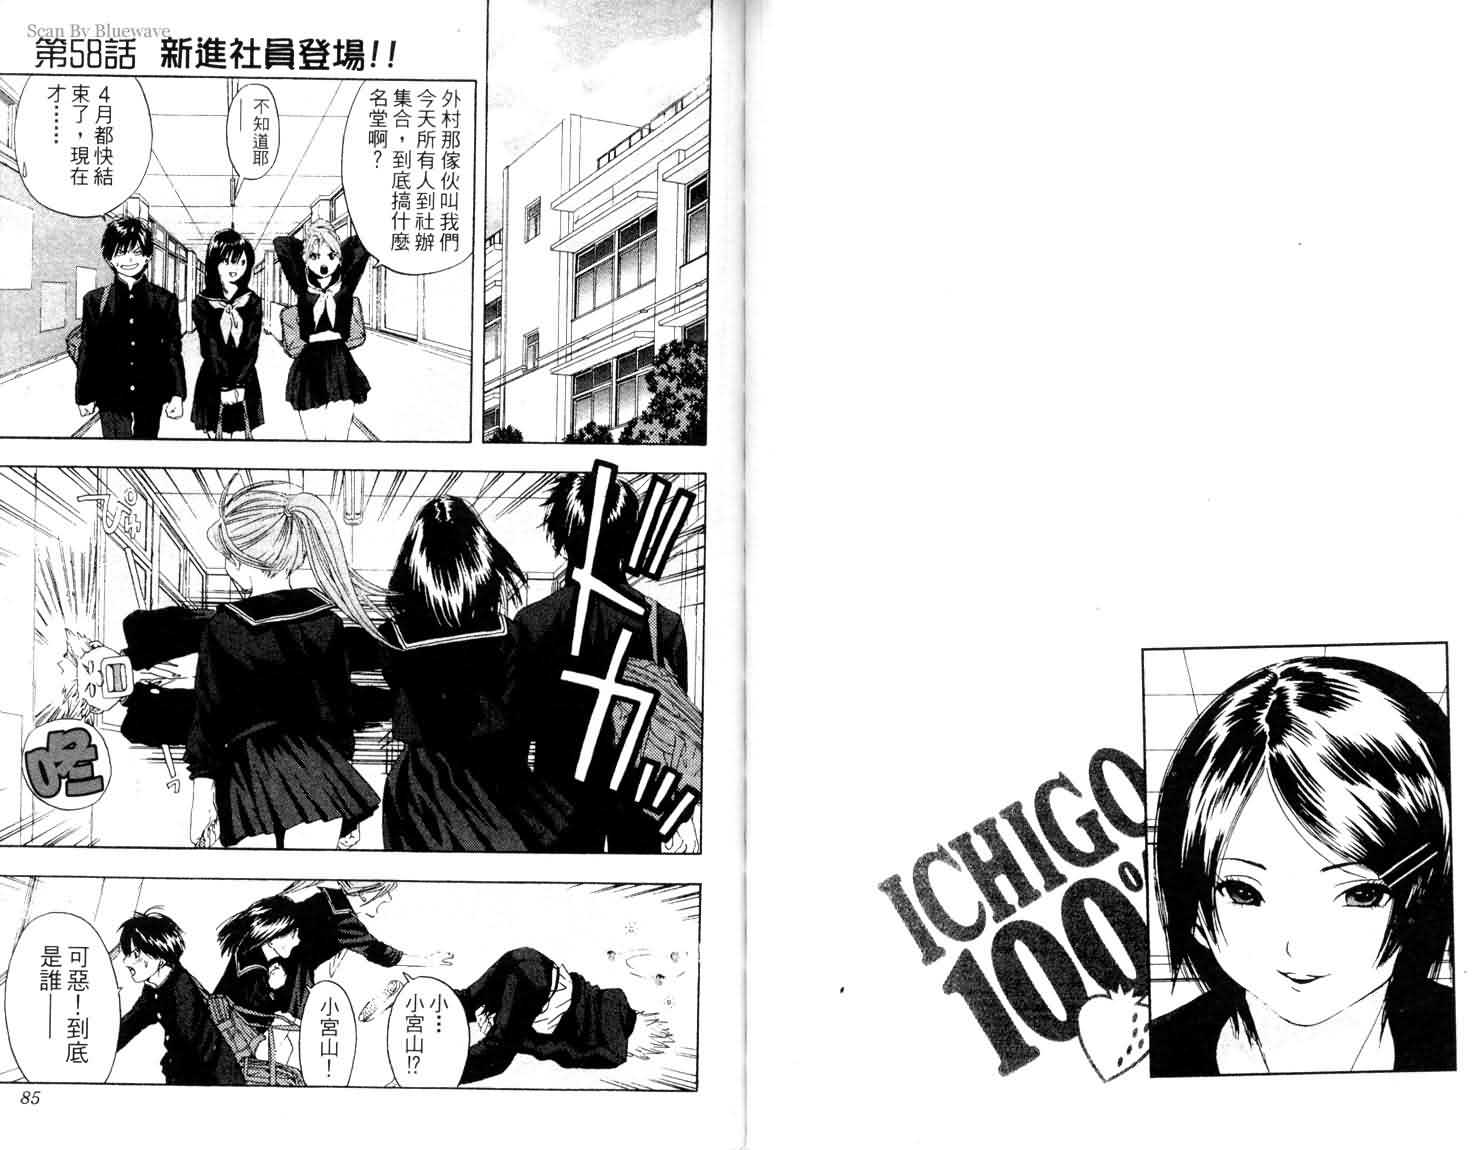 Scan By Bluewave
第58話 新進社員登場!!
外村那傢伙叫我們
今天所有人到社辦
集合，到底搞什麼
名堂啊？
不知道耶
——
4月都快結
束了，現在
才……
ドカッ
咚
小…
小宮山!?
小宮山！
可惡！到底
是誰——
85
ICHIGO
100%